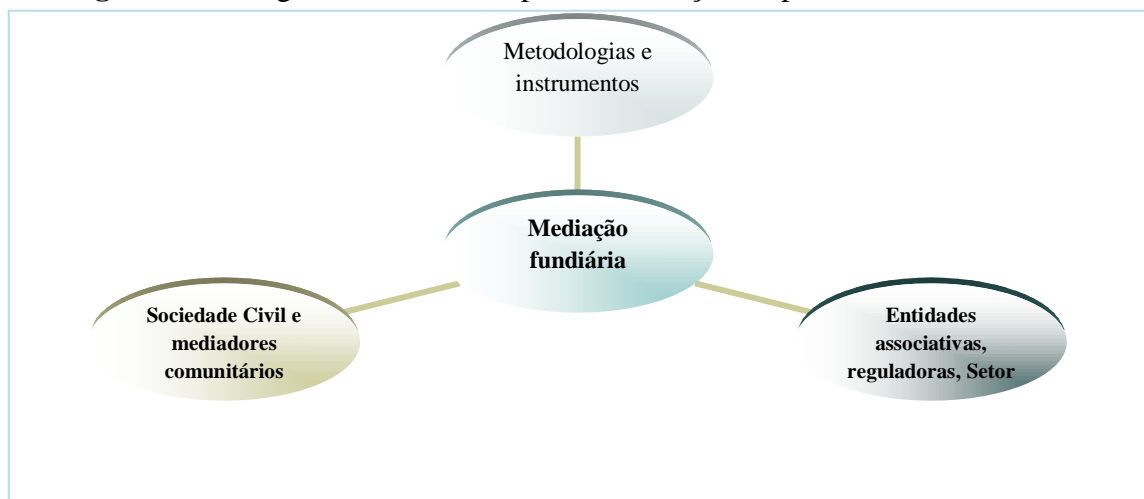 Metodologias e
instrumentos
Mediação
fundiária
Sociedade Civil e
mediadores
comunitários
Entidades
associativas,
reguladoras, Setor